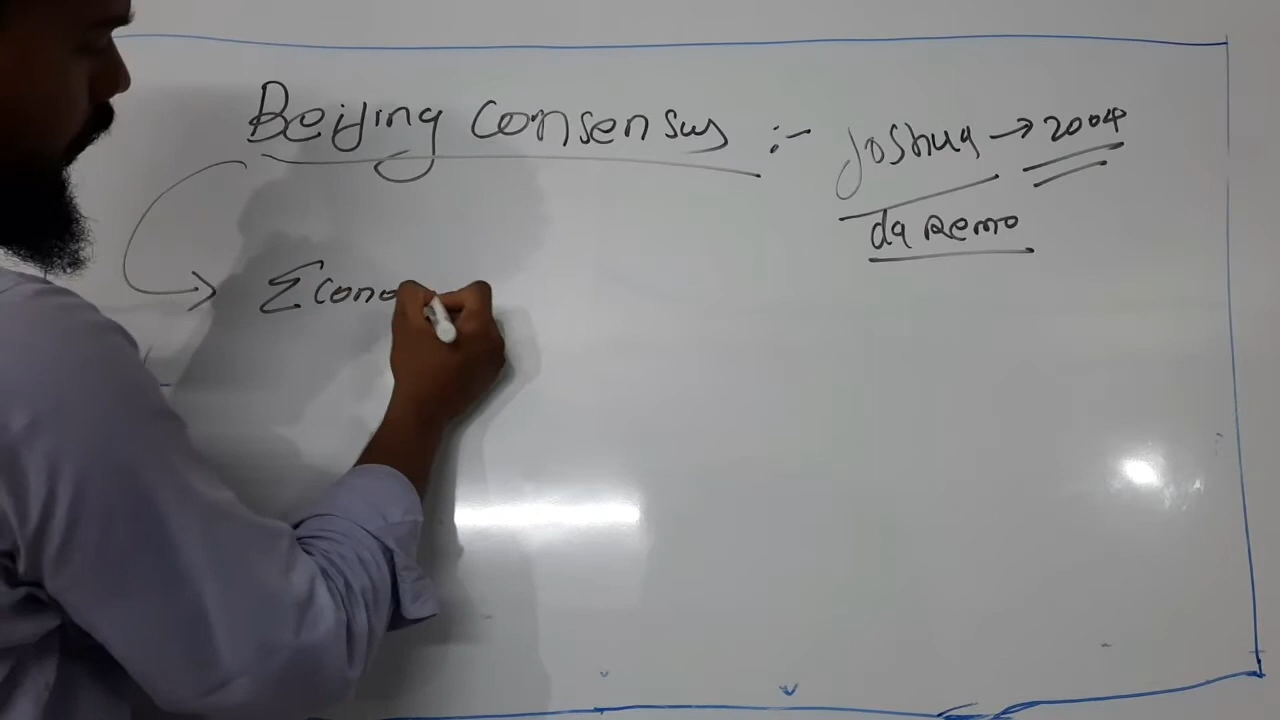 Beijing Consensus :- Joshua → 2004
da Remo
Econo